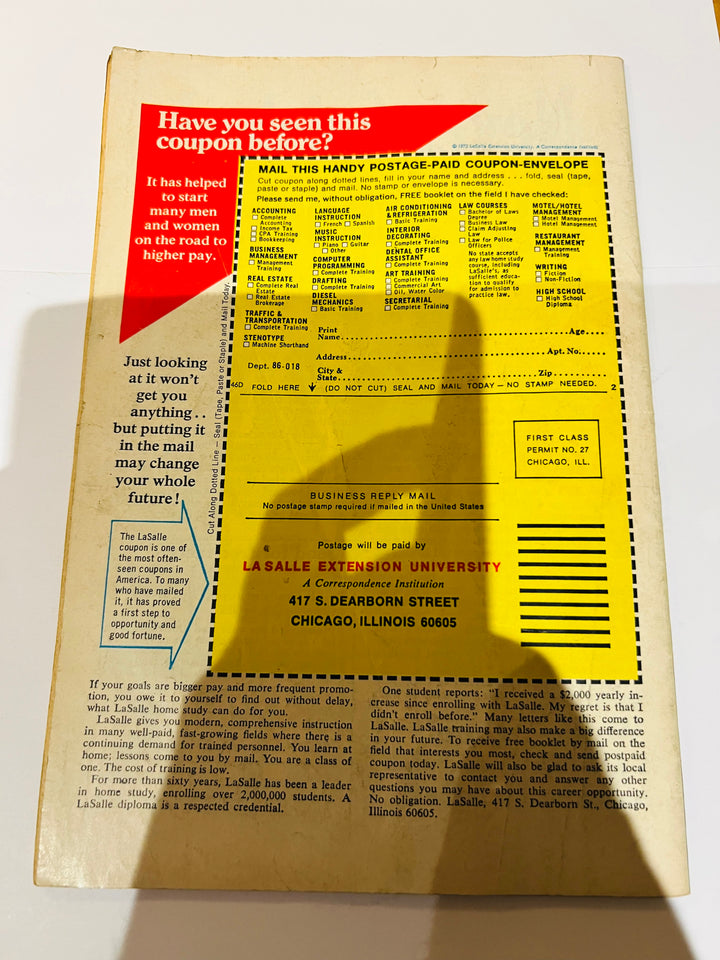 Have you seen this
coupon before?
© 1972 LaSalle Extension University, A Correspondence Institution
It has helped
to start
many men
and women
on the road to
higher pay.
MAIL THIS HANDY POSTAGE-PAID COUPON-ENVELOPE
Cut coupon along dotted lines, fill in your name and address . . . fold, seal (tape,
paste or staple) and mail. No stamp or envelope is necessary.
Please send me, without obligation, FREE booklet on the field I have checked:
ACCOUNTING
Complete
Accounting
Income Tax
CPA Training
Bookkeeping
BUSINESS
MANAGEMENT
Management
Training
REAL ESTATE
Complete Real
Estate
Real Estate
Brokerage
TRAFFIC &
TRANSPORTATION
Complete Training
STENOTYPE
Machine Shorthand
LANGUAGE
INSTRUCTION
French Spanish
MUSIC
INSTRUCTION
Piano Guitar
Other
COMPUTER
PROGRAMMING
Complete Training
DRAFTING
Complete Training
DIESEL
MECHANICS
Basic Training
AIR CONDITIONING
& REFRIGERATION
Basic Training
INTERIOR
DECORATING
Complete Training
DENTAL OFFICE
ASSISTANT
Complete Training
ART TRAINING
Complete Training
Commercial Art
Oil, Water Color
SECRETARIAL
Complete Training
LAW COURSES
Bachelor of Laws
Degree
Business Law
Claim Adjusting
Law
Law for Police
Officers
No state accepts
any law home study
course, including
LaSalle's, as
sufficient educa-
tion to qualify
for admission to
practice law.
MOTEL/HOTEL
MANAGEMENT
Motel Management
Hotel Management
RESTAURANT
MANAGEMENT
Management
Training
WRITING
Fiction
Non-Fiction
HIGH SCHOOL
High School
Diploma
Print
Name.......... Age....
Address.......... Apt. No......
Dept. 86-018
City &
State.......... Zip..........
46D FOLD HERE ↓ (DO NOT CUT) SEAL AND MAIL TODAY — NO STAMP NEEDED. 2
Cut Along Dotted Line — Seal (Tape, Paste or Staple) and Mail Today.
Just looking
at it won't
get you
anything . .
but putting it
in the mail
may change
your whole
future!
The LaSalle
coupon is one of
the most often-
seen coupons in
America. To many
who have mailed
it, it has proved
a first step to
opportunity and
good fortune.
FIRST CLASS
PERMIT NO. 27
CHICAGO, ILL.
BUSINESS REPLY MAIL
No postage stamp required if mailed in the United States
Postage will be paid by
LA SALLE EXTENSION UNIVERSITY
A Correspondence Institution
417 S. DEARBORN STREET
CHICAGO, ILLINOIS 60605
If your goals are bigger pay and more frequent promo-
tion, you owe it to yourself to find out without delay,
what LaSalle home study can do for you.
LaSalle gives you modern, comprehensive instruction
in many well-paid, fast-growing fields where there is a
continuing demand for trained personnel. You learn at
home; lessons come to you by mail. You are a class of
one. The cost of training is low.
For more than sixty years, LaSalle has been a leader
in home study, enrolling over 2,000,000 students. A
LaSalle diploma is a respected credential.
One student reports: "I received a $2,000 yearly in-
crease since enrolling with LaSalle. My regret is that I
didn't enroll before." Many letters like this come to
LaSalle. LaSalle training may also make a big difference
in your future. To receive free booklet by mail on the
field that interests you most, check and send postpaid
coupon today. LaSalle will also be glad to ask its local
representative to contact you and answer any other
questions you may have about this career opportunity.
No obligation. LaSalle, 417 S. Dearborn St., Chicago,
Illinois 60605.